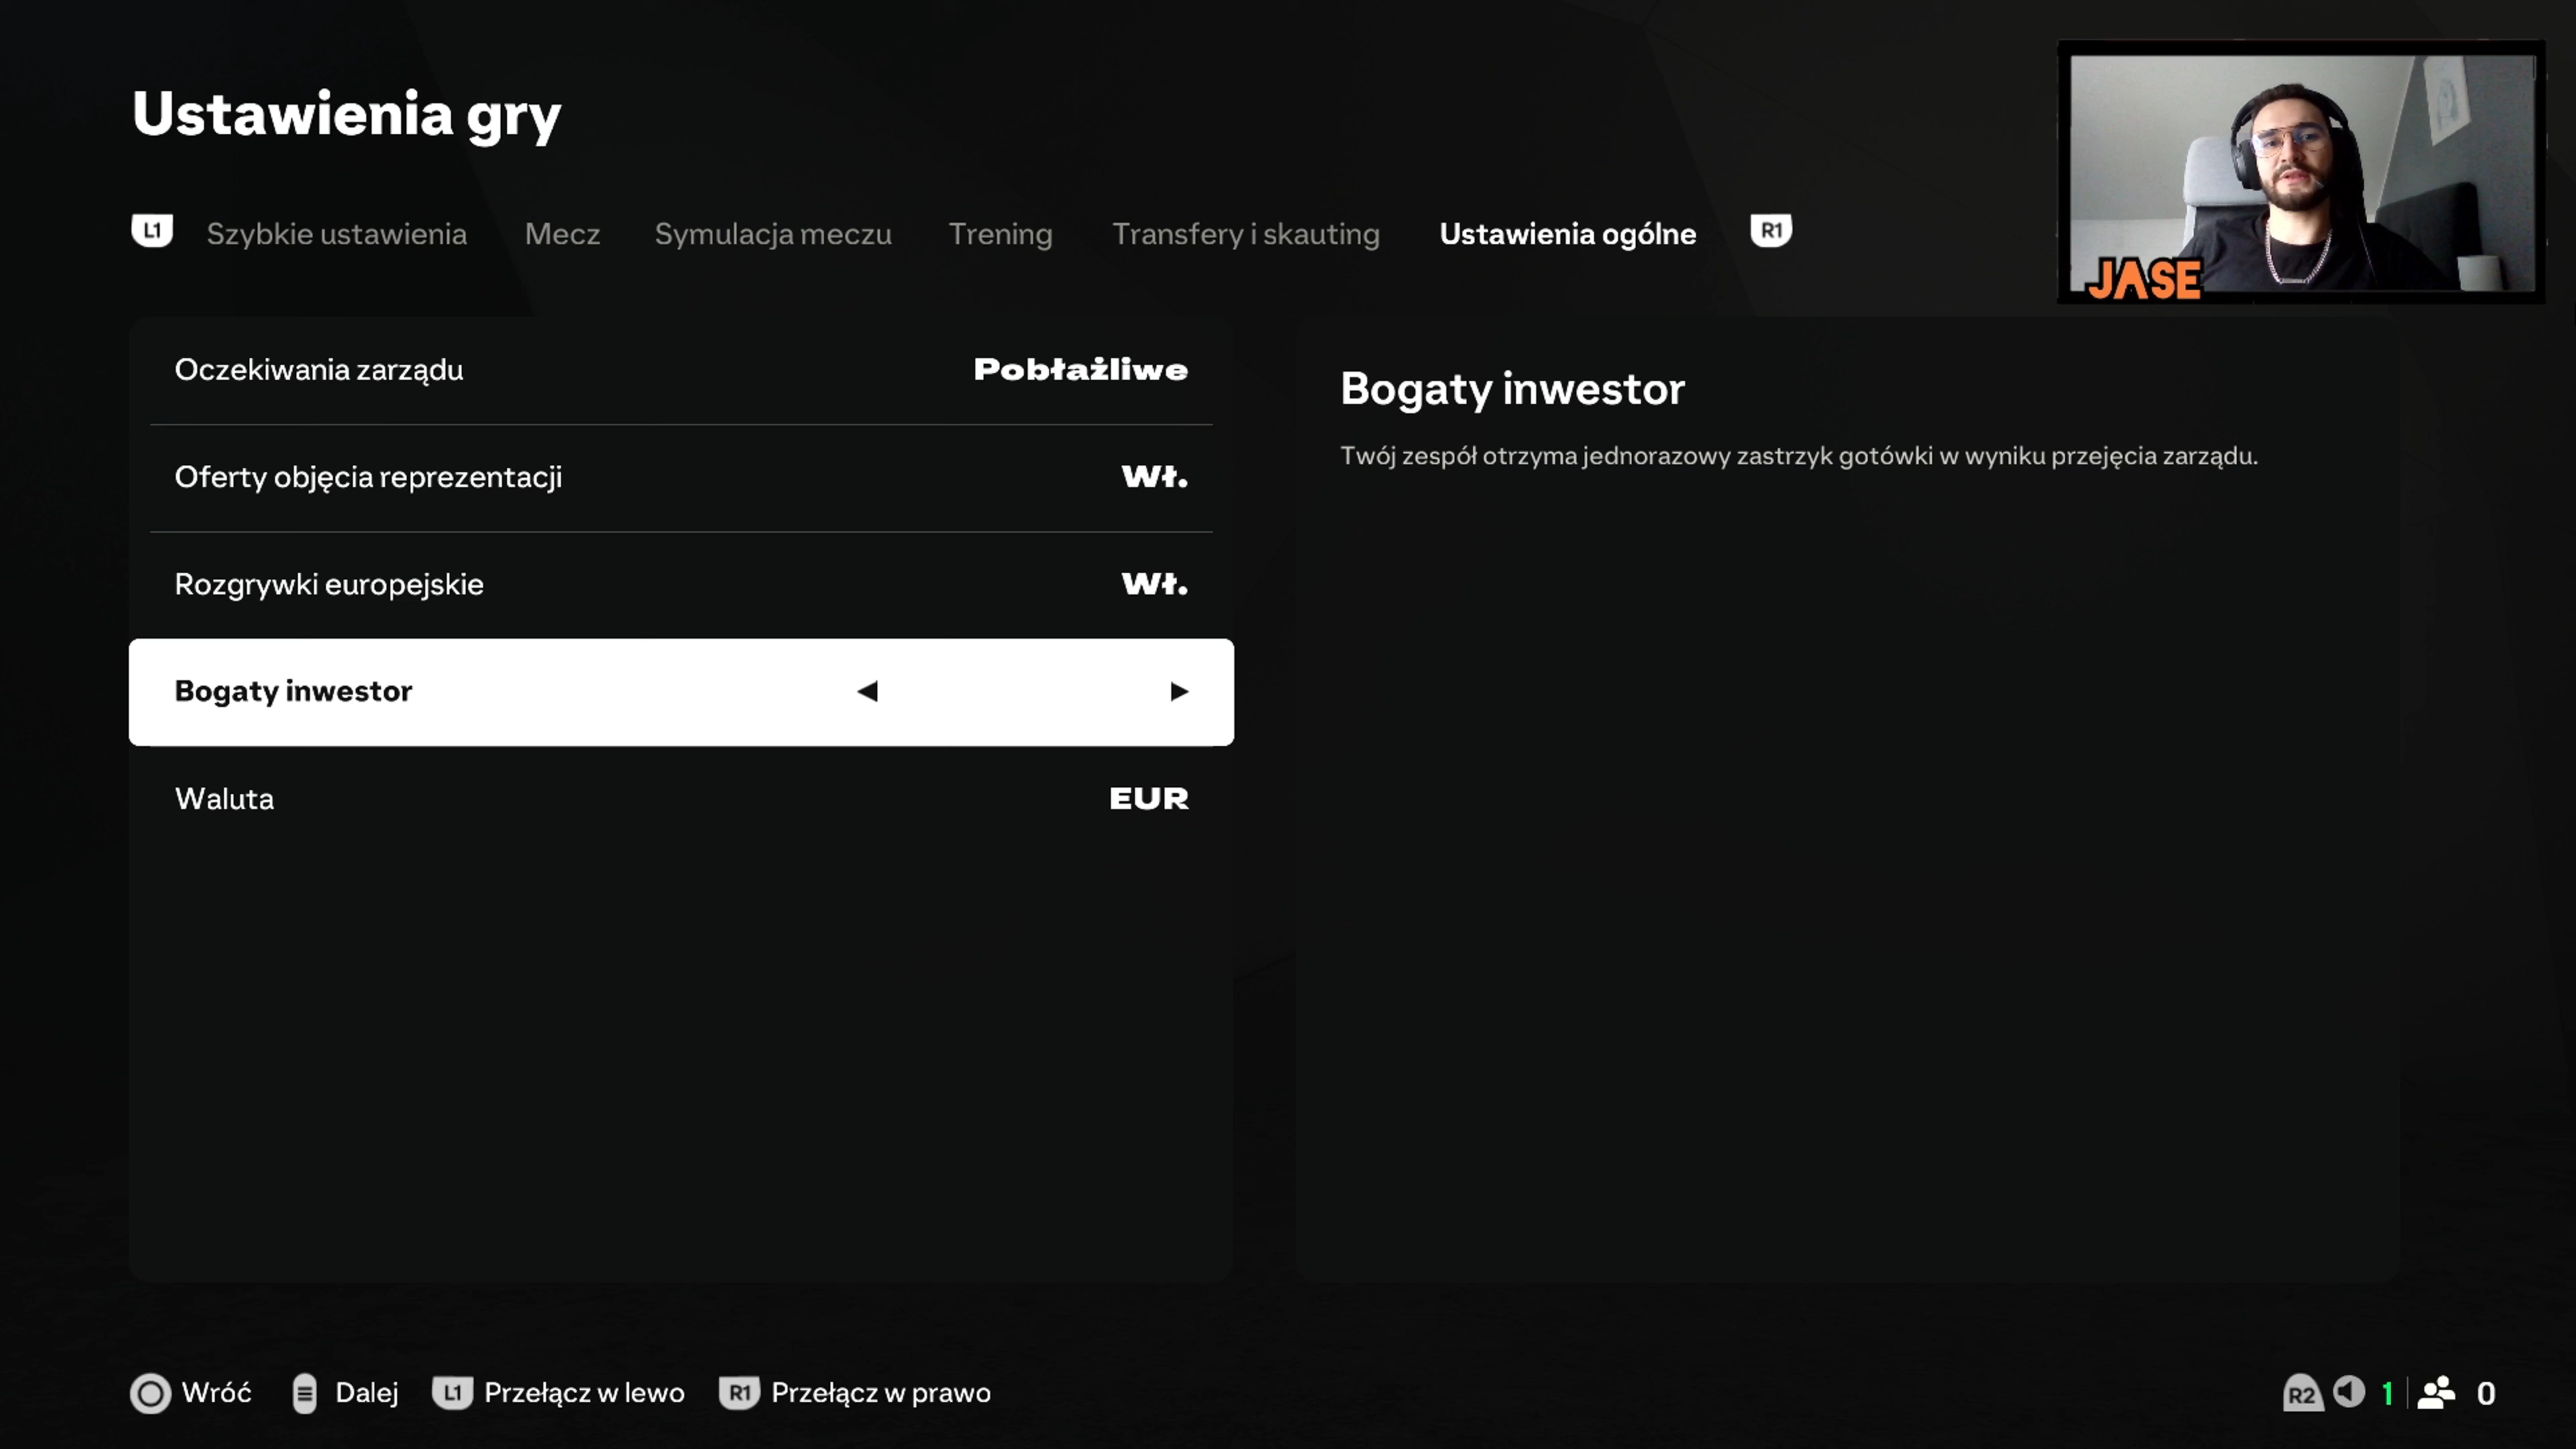 Ustawienia gry
L1 Szybkie ustawienia Mecz Symulacja meczu Trening Transfery i skauting Ustawienia ogólne R1
JASE
Oczekiwania zarządu Pobłażliwe
Oferty objęcia reprezentacji Wł.
Rozgrywki europejskie Wł.
Bogaty inwestor
Waluta EUR
Bogaty inwestor
Twój zespół otrzyma jednorazowy zastrzyk gotówki w wyniku przejęcia zarządu.
Wróć Dalej L1 Przełącz w lewo R1 Przełącz w prawo
R2 1 0